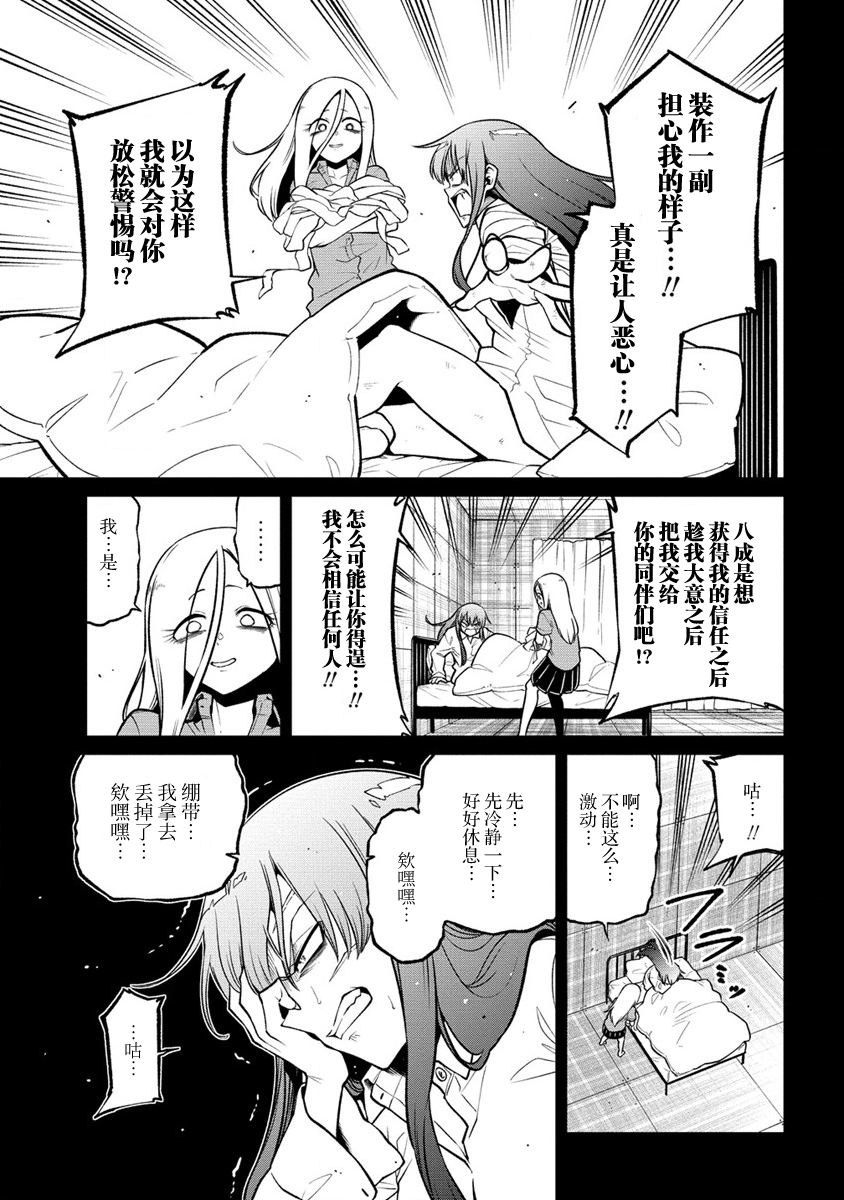 装作一副
担心我的样子…!!
真是让人恶心…!!
以为这样
我就会对你
放松警惕吗!?
八成是想
获得我的信任之后
趁我大意之后
把我交给
你的同伴们吧!?
怎么可能让你得逞…!!
我不会相信任何人!!
……
我…是…
咕…!!
啊…
不能这么…
激动…
先…
先冷静一下…
好好休息…
欸嘿嘿…
绷带…
我拿去
丢掉了…
欸嘿嘿…
…咕…